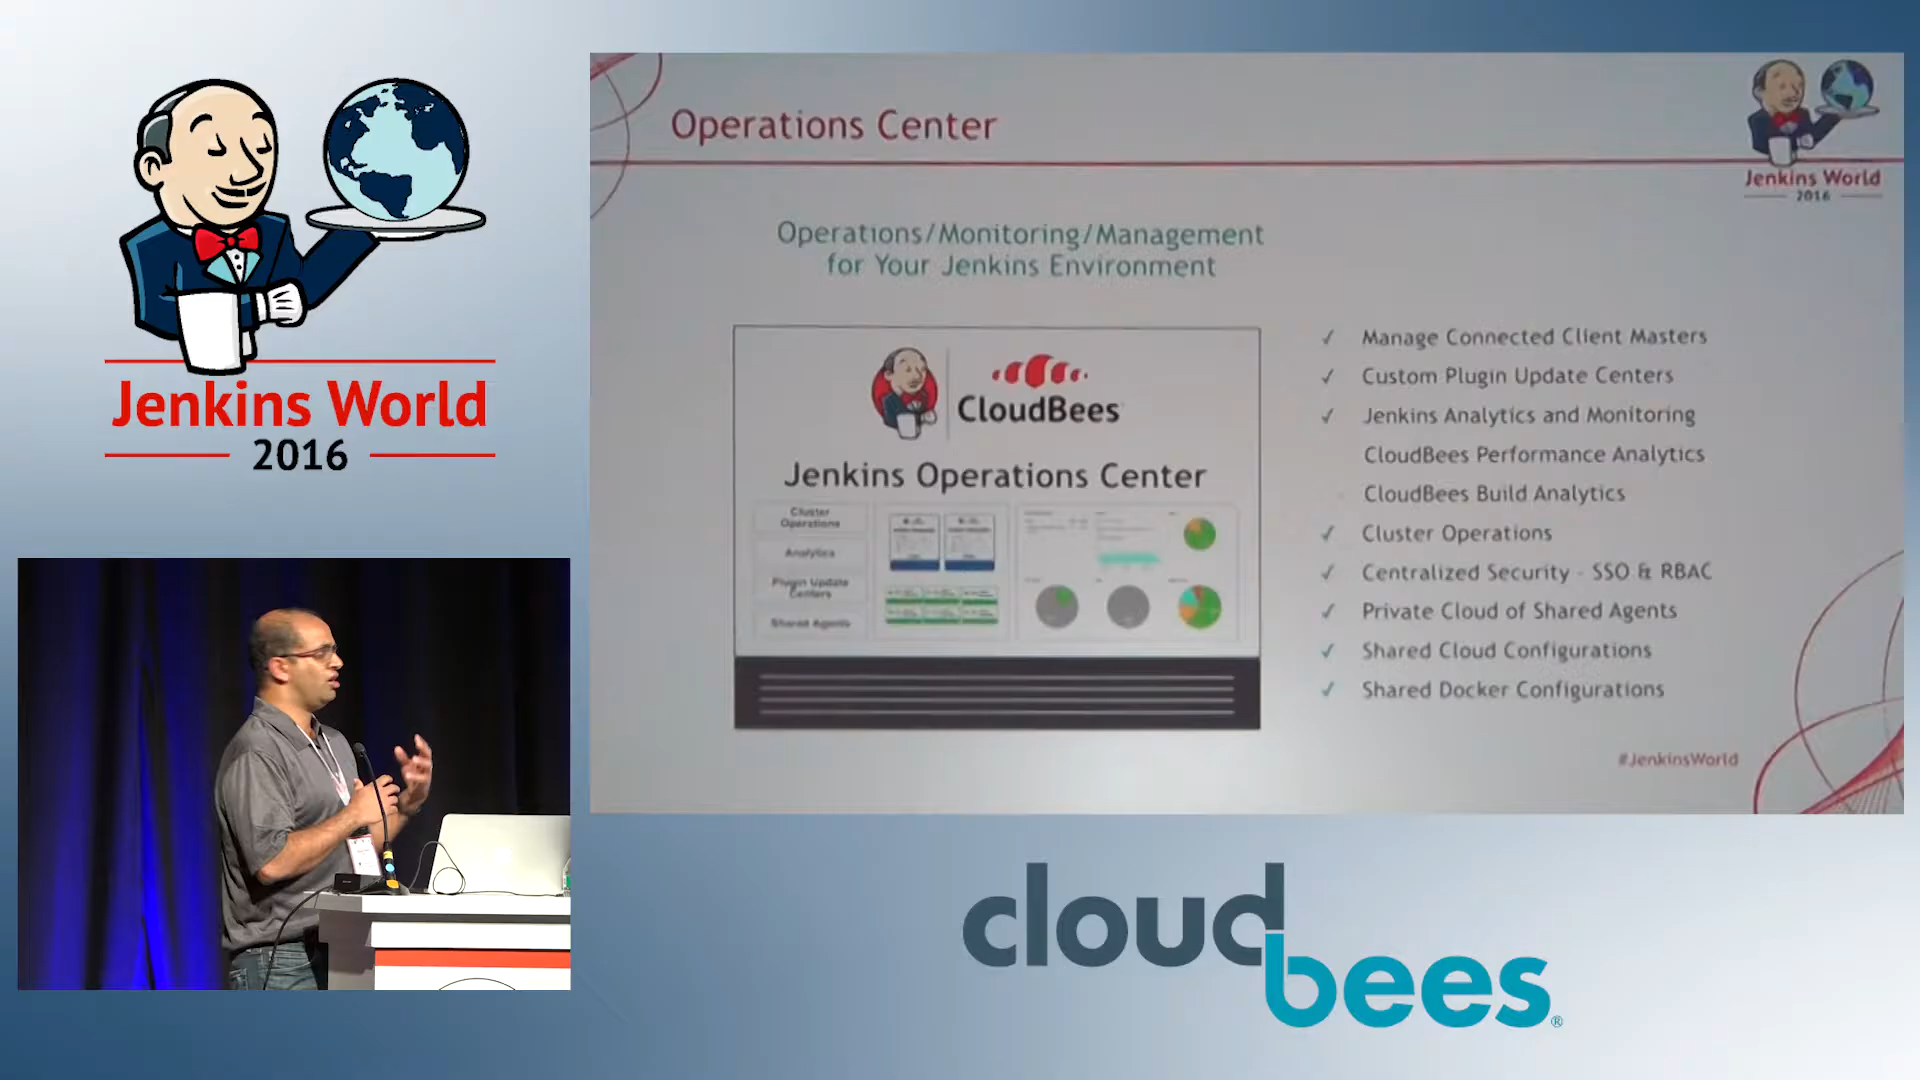 Jenkins World
2016
Operations Center
Jenkins World
2016
Operations/Monitoring/Management
for Your Jenkins Environment
CloudBees
Jenkins Operations Center
Cluster
Operations
Analytics
Plugin Update
Centers
Shared Agents
✓ Manage Connected Client Masters
✓ Custom Plugin Update Centers
✓ Jenkins Analytics and Monitoring
CloudBees Performance Analytics
CloudBees Build Analytics
✓ Cluster Operations
✓ Centralized Security - SSO & RBAC
✓ Private Cloud of Shared Agents
✓ Shared Cloud Configurations
✓ Shared Docker Configurations
#JenkinsWorld
cloud
bees®